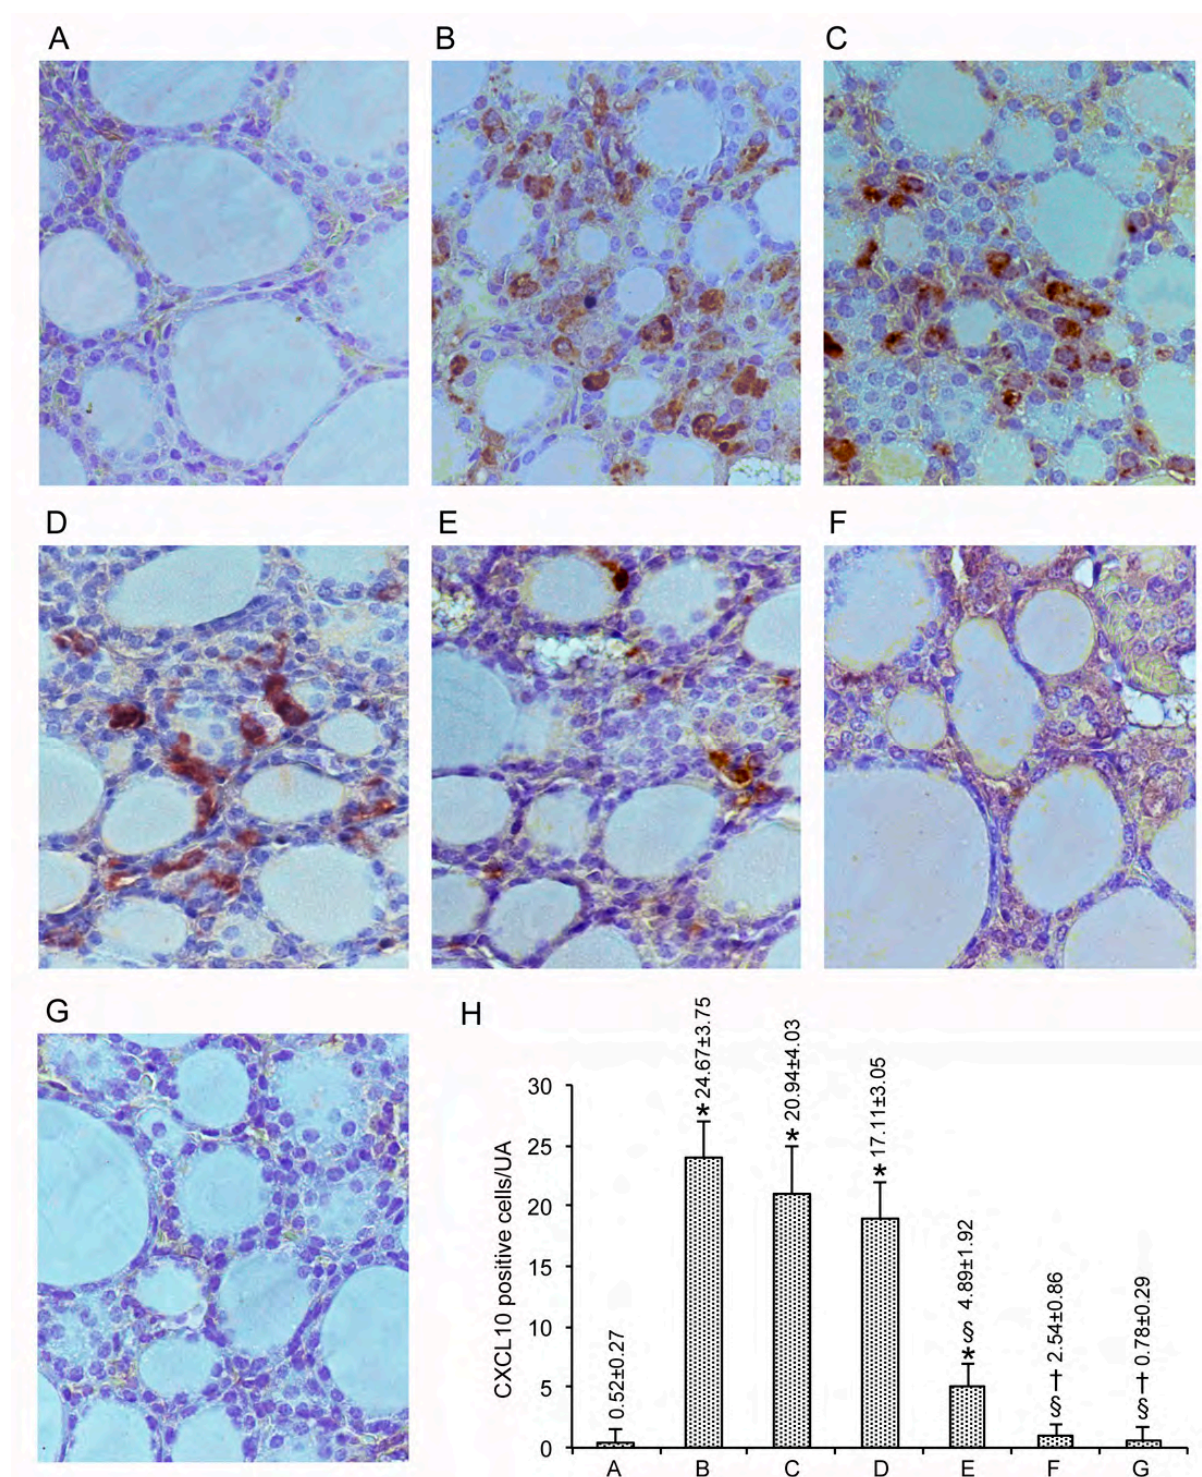 A
B
C
D
E
F
G
H
CXCL10 positive cells/UA
30
25
20
15
10
5
0
0.52±0.27
*24.67±3.75
* 20.94±4.03
* 17.11±3.05
*§ 4.89±1.92
§† 2.54±0.86
§† 0.78±0.29
A B C D E F G